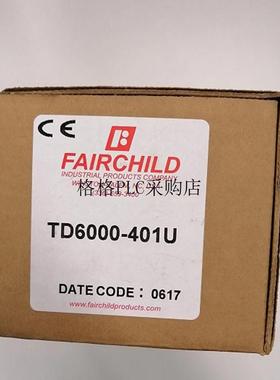 CE
FAIRCHILD
INDUSTRIAL PRODUCTS COMPANY
格格PLC采购店
TD6000-401U
DATE CODE : 0617
www.fairchildproducts.com